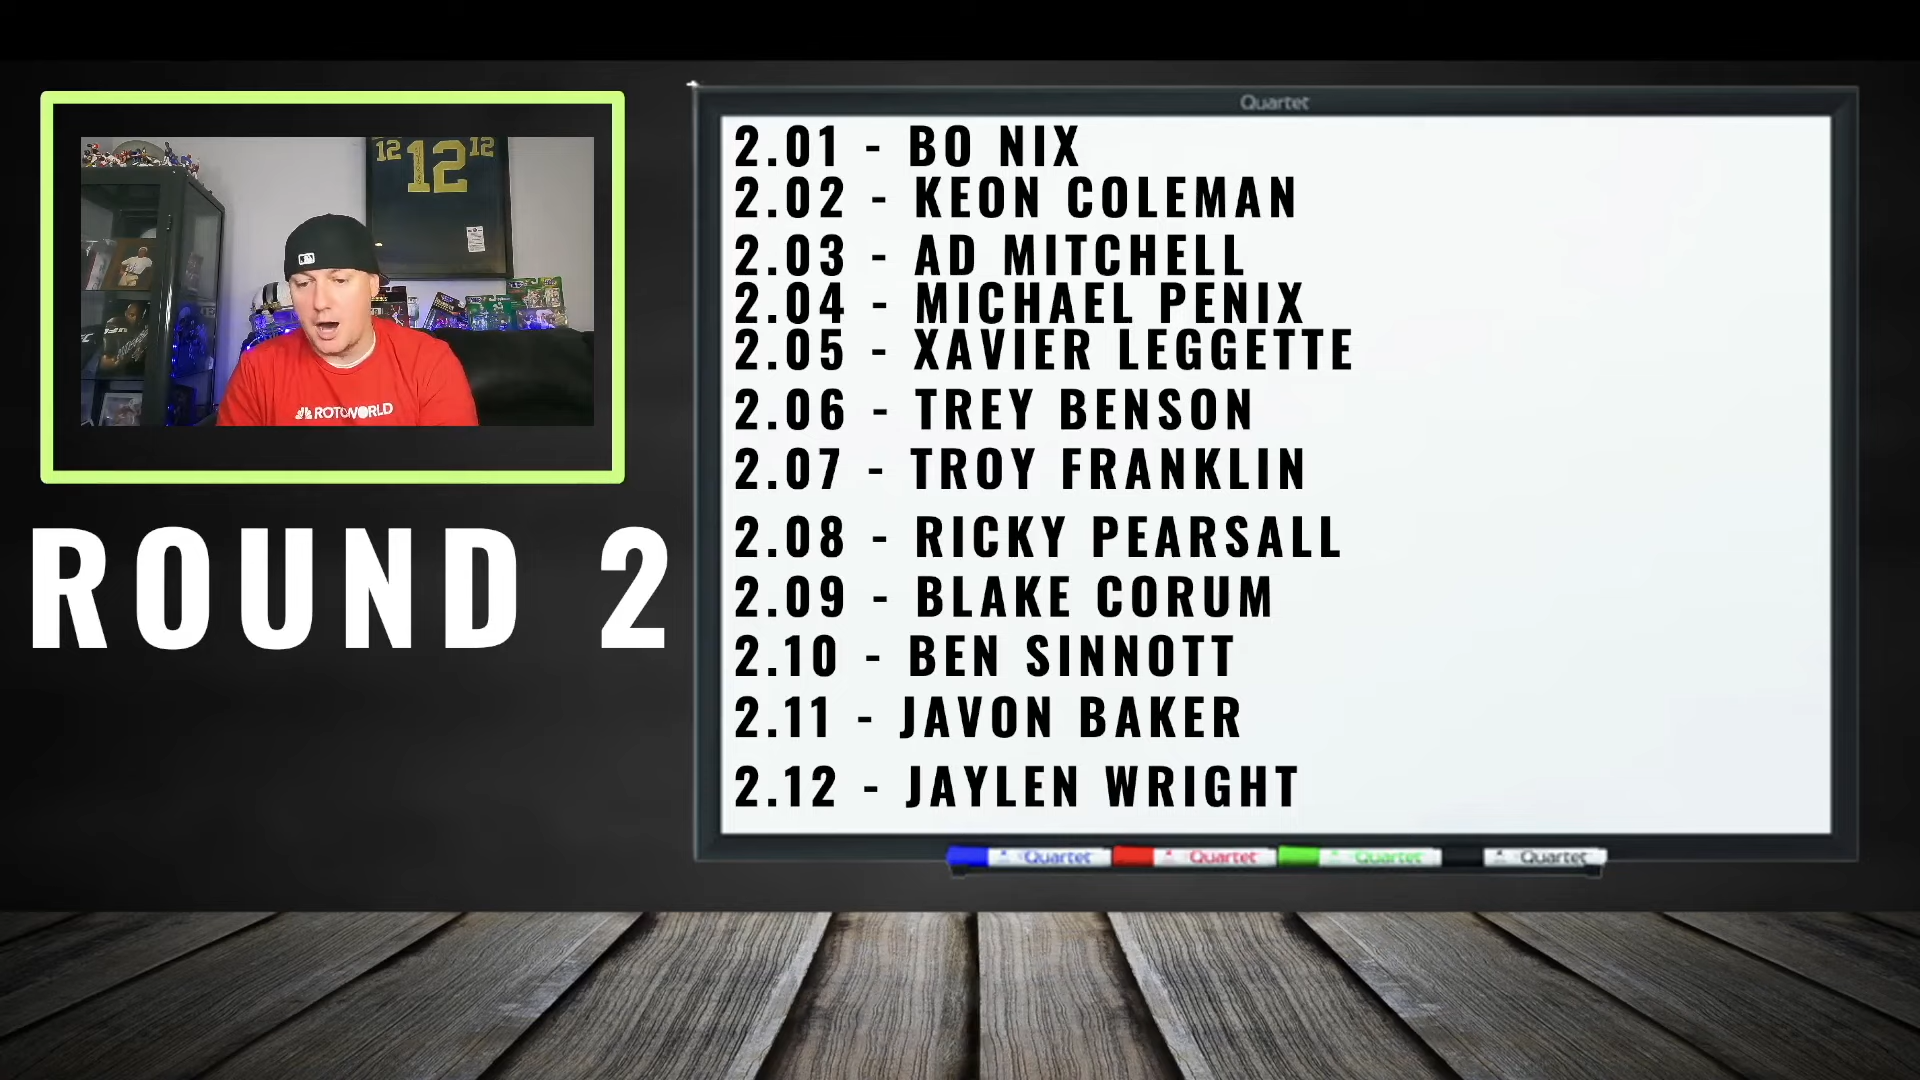 Quartet
12 12 12
ROTOWORLD
ROUND 2
2.01 - BO NIX
2.02 - KEON COLEMAN
2.03 - AD MITCHELL
2.04 - MICHAEL PENIX
2.05 - XAVIER LEGGETTE
2.06 - TREY BENSON
2.07 - TROY FRANKLIN
2.08 - RICKY PEARSALL
2.09 - BLAKE CORUM
2.10 - BEN SINNOTT
2.11 - JAVON BAKER
2.12 - JAYLEN WRIGHT
Quartet Quartet Quartet Quartet